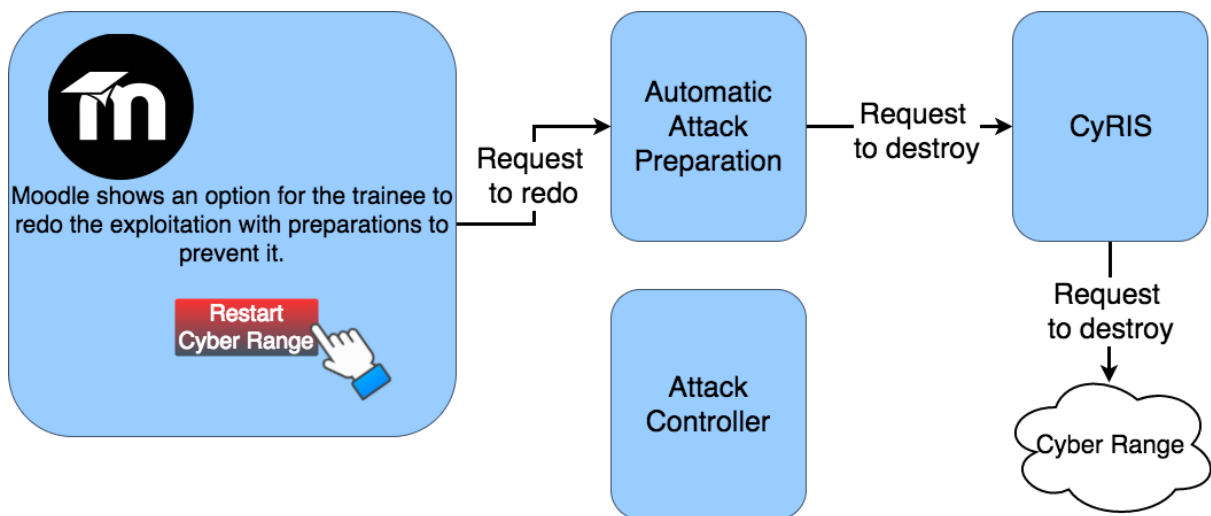 Moodle shows an option for the trainee to
redo the exploitation with preparations to
prevent it.
Restart
Cyber Range
Request
to redo
Automatic
Attack
Preparation
Request
to destroy
CyRIS
Request
to destroy
Cyber Range
Attack
Controller